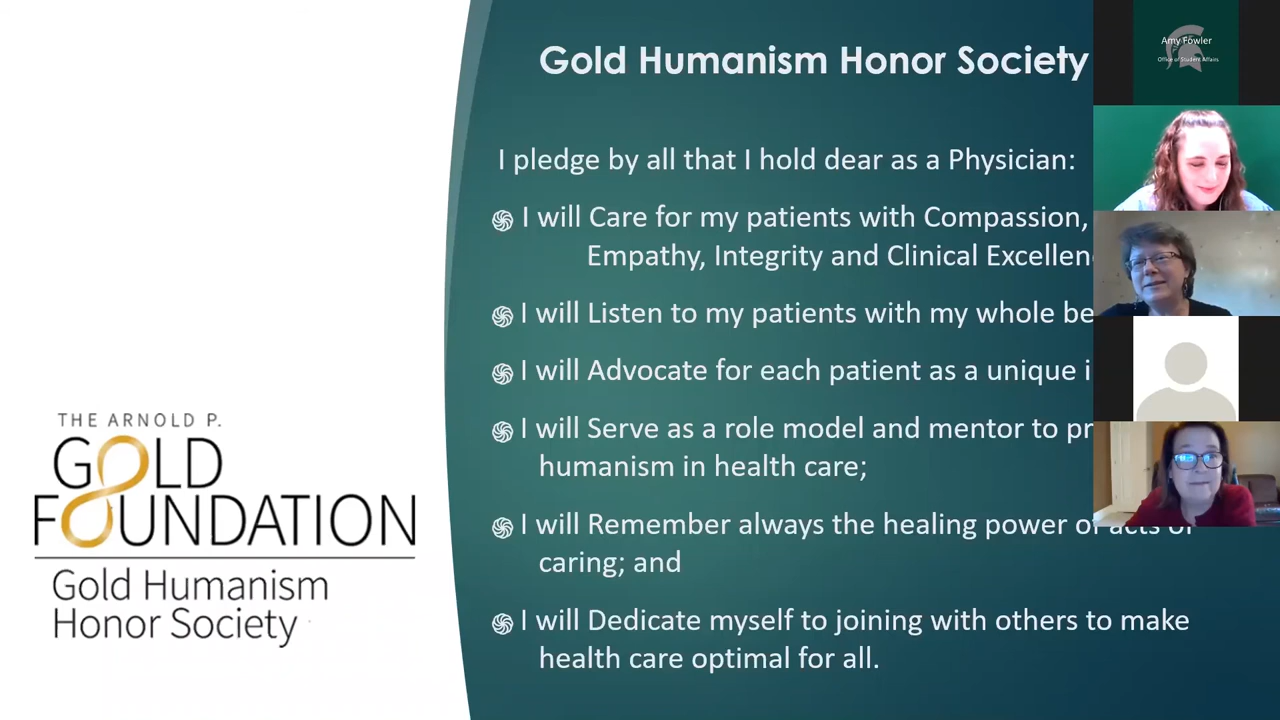 Gold Humanism Honor Society
I pledge by all that I hold dear as a Physician:
I will Care for my patients with Compassion,
Empathy, Integrity and Clinical
I will Listen to my patients with my whole
I will Advocate for each patient as a unique
I will Serve as a role model and mentor to
humanism in health care;
I will Remember always the healing power of acts of
caring; and
I will Dedicate myself to joining with others to make
health care optimal for all.
THE ARNOLD P.
GOLD
FOUNDATION
Gold Humanism
Honor Society
Amy Fowler
Office of Student Affairs